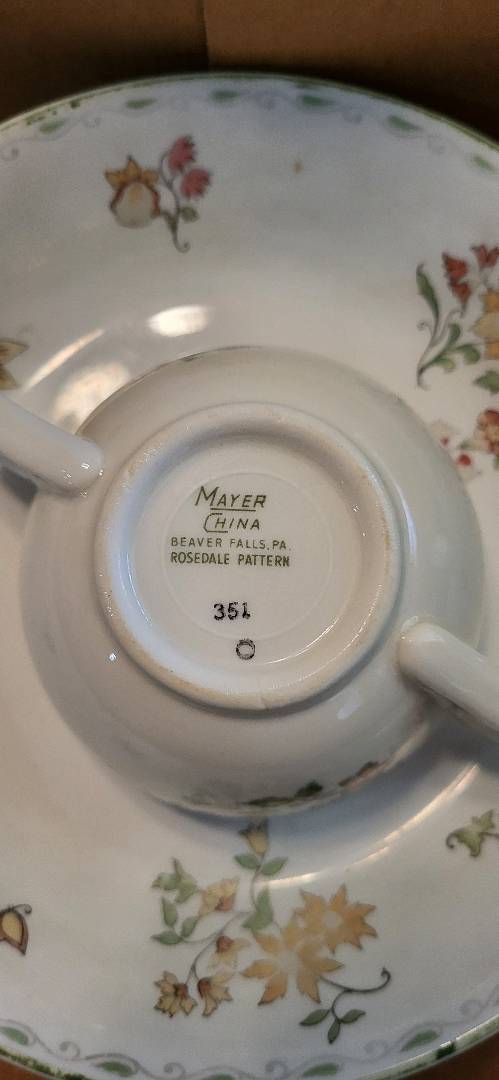 MAYER
CHINA
BEAVER FALLS, PA.
ROSEDALE PATTERN
351